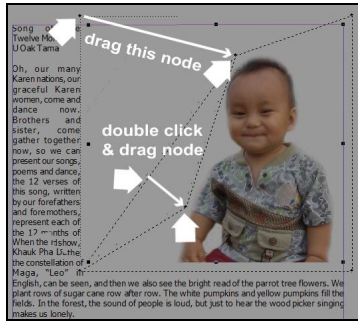 Song of
Twelve Mo
U Oak Tama
Oh, our many
Karen nations, our
graceful Karen
women, come and
dance now.
Brothers and
sister, come
gather together
now, so we can
present our songs,
poems and dance,
the 12 verses of
this song, written
by our forefathers
and foremothers,
represent each of
the 12 months of
When the
Khauk Pha
the constellation of
Maga, "Leo" in
English, can be seen, and then we also see the bright read of the parrot tree flowers. We
plant rows of sugar cane row after row. The white pumpkins and yellow pumpkins fill the
fields. In the forest, the sound of people is loud, but just to hear the wood picker singing
makes us lonely.
drag this node
double click
& drag node